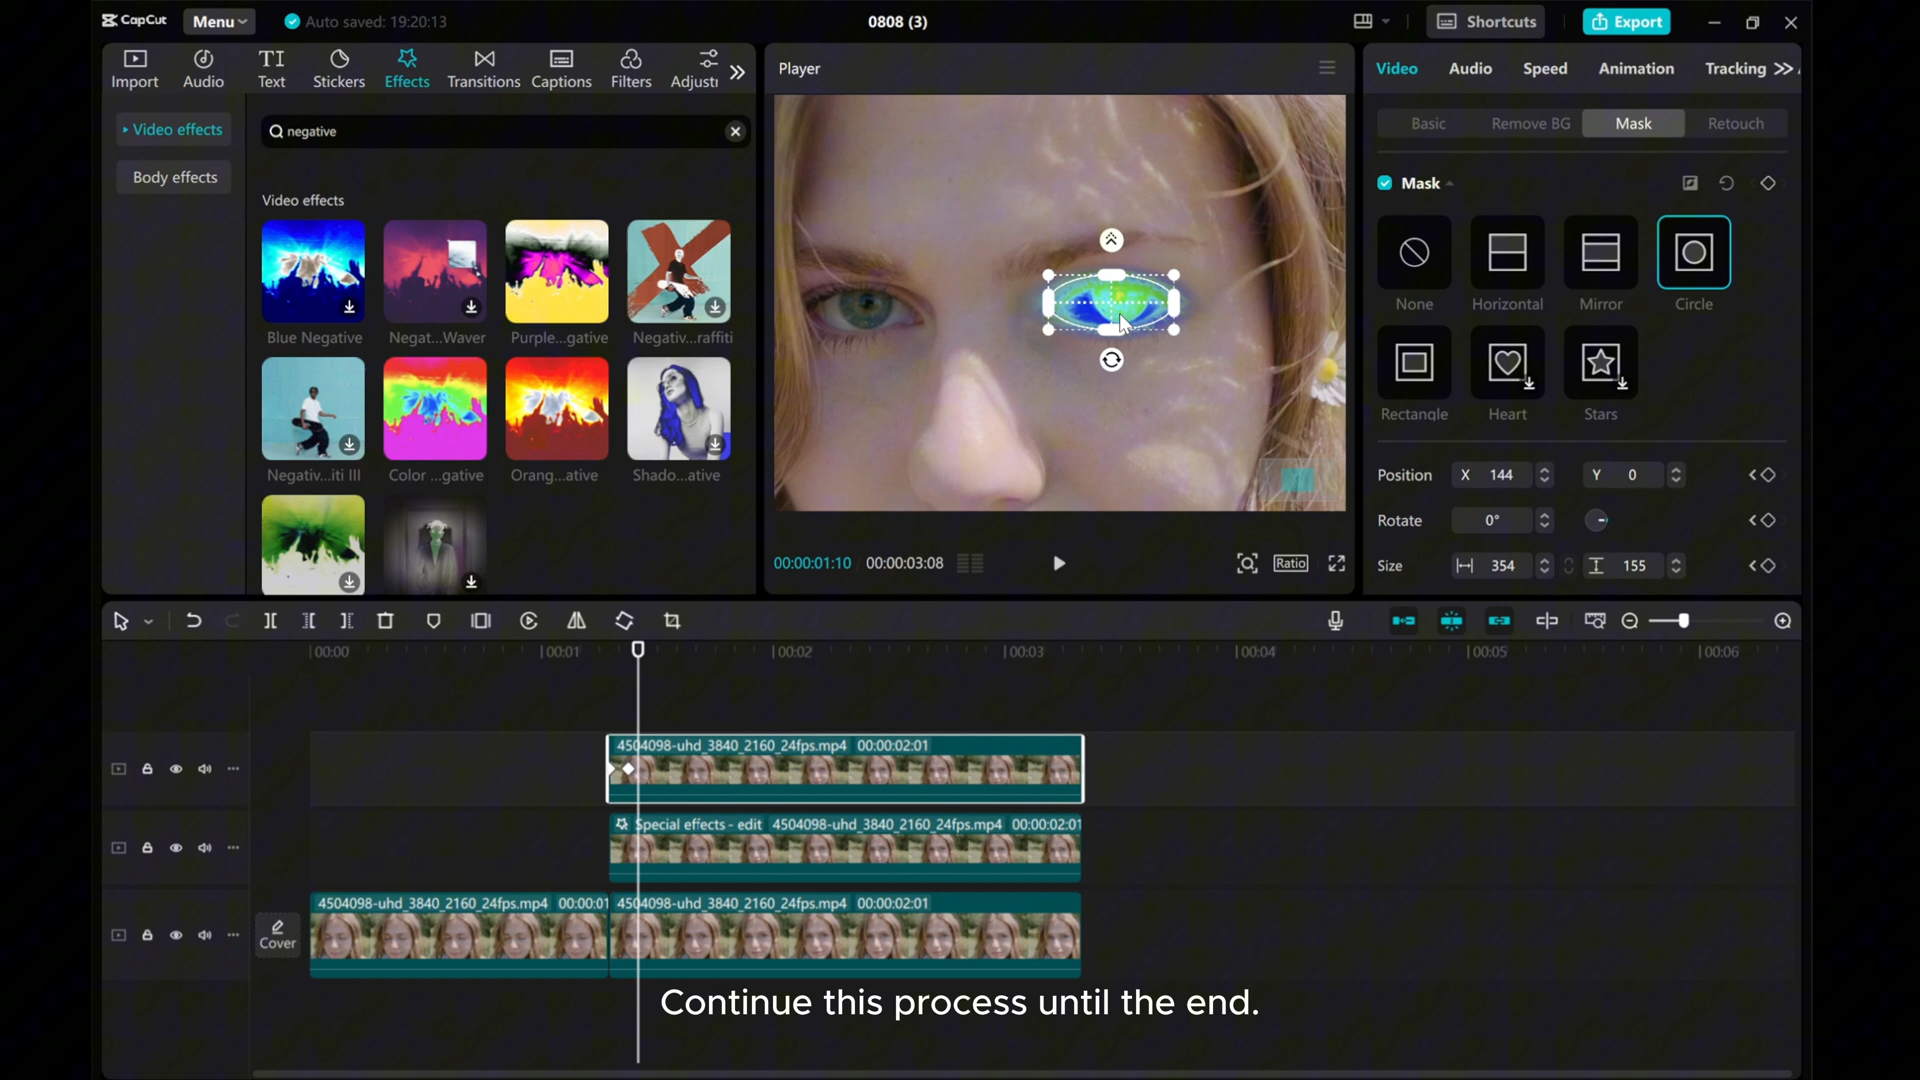 CapCut
Menu
Auto saved: 19:20:13
0808 (3)
Shortcuts
Export
Import
Audio
Text
Stickers
Effects
Transitions
Captions
Filters
Adjustr
Player
Video
Audio
Speed
Animation
Tracking
Video effects
Body effects
negative
Video effects
Blue Negative
Negat...Waver
Purple...gative
Negativ...raffiti
Negativ...iti III
Color ...gative
Orang...ative
Shado...ative
00:00:01:10
00:00:03:08
Ratio
Basic
Remove BG
Mask
Retouch
Mask
None
Horizontal
Mirror
Circle
Rectangle
Heart
Stars
Position
X 144
Y 0
Rotate
0°
Size
354
155
00:00
00:01
00:02
00:03
00:04
00:05
00:06
4504098-uhd_3840_2160_24fps.mp4 00:00:02:01
Special effects - edit 4504098-uhd_3840_2160_24fps.mp4 00:00:02:01
Cover
4504098-uhd_3840_2160_24fps.mp4 00:00:01
4504098-uhd_3840_2160_24fps.mp4 00:00:02:01
Continue this process until the end.